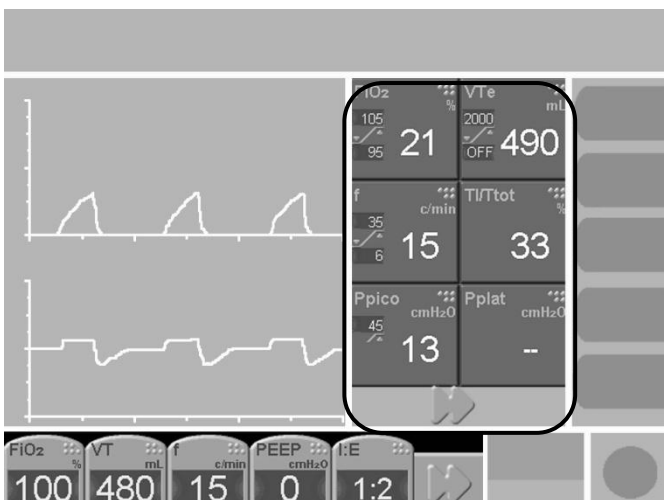 FiO2 %
105
95
21
VTe mL
2000
OFF
490
f c/min
35
6
15
TI/Ttot %
33
Ppico cmH2O
45
13
Pplat cmH2O
--
FiO2 %
100
VT mL
480
f c/min
15
PEEP cmH2O
0
I:E
1:2